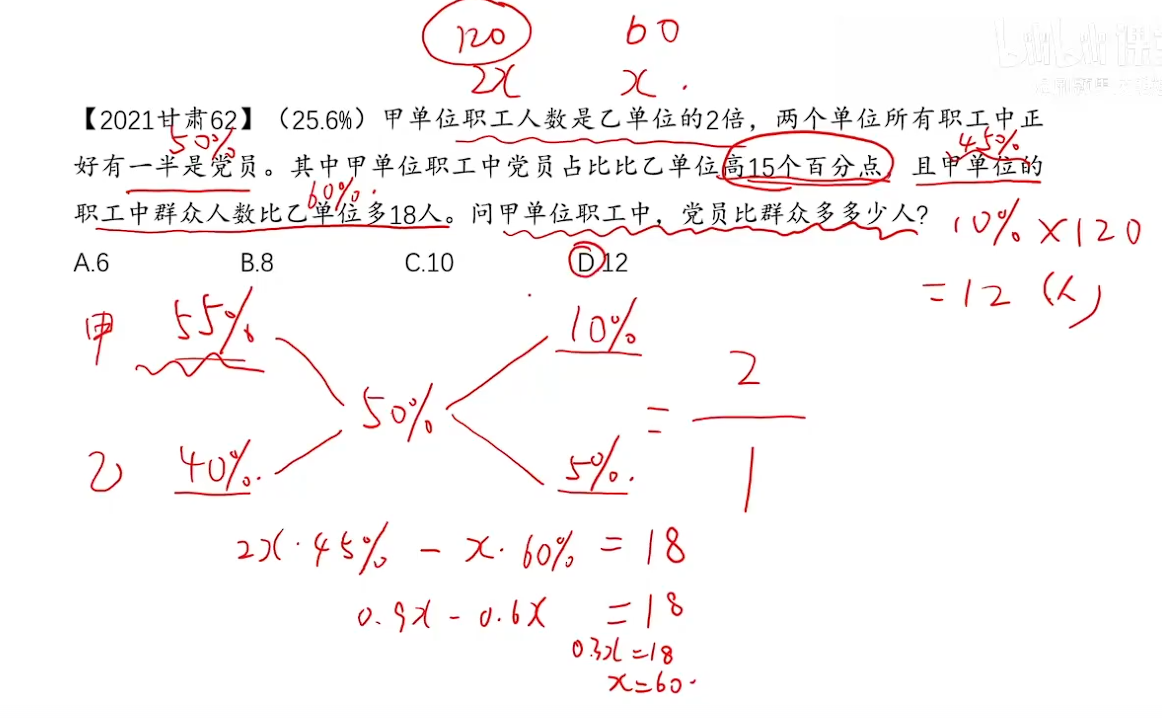 120 60
2x x.
【2021甘肃62】（25.6%）甲单位职工人数是乙单位的2倍，两个单位所有职工中正
50% 45%
好有一半是党员。其中甲单位职工中党员占比比乙单位高15个百分点，且甲单位的
60%.
职工中群众人数比乙单位多18人。问甲单位职工中，党员比群众多多少人?
10% × 120
A.6 B.8 C.10 D.12
= 12 (人)
甲 55% 10%
50% = 2/1
乙 40%. 5%.
2x·45% - x·60% = 18
0.9x - 0.6x = 18
0.3x = 18
x = 60.